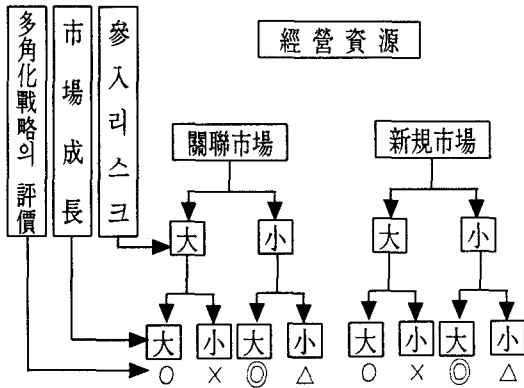 多角化戰略의 評價
市場成長
參入리스크
經營資源
關聯市場
新規市場
大 小 大 小
大 小 大 小 大 小 大 小
○ × ◎ △ ○ × ◎ △